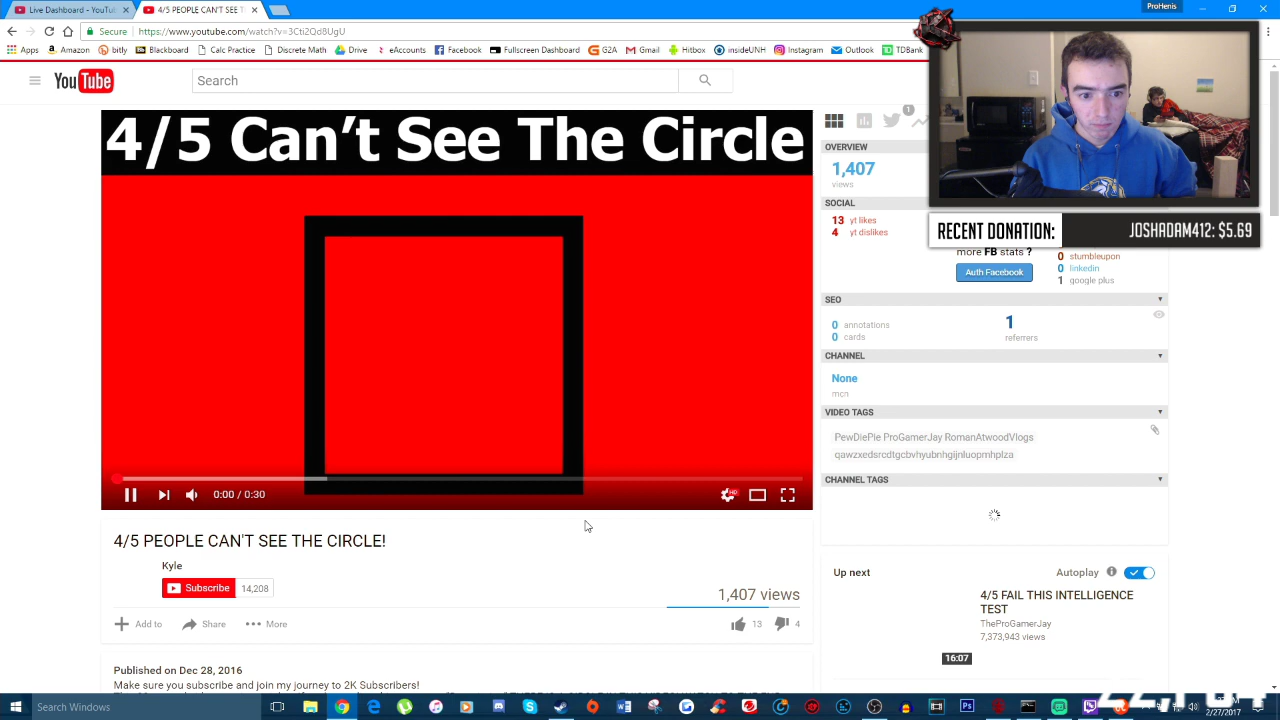 Live Dashboard - YouTu
4/5 PEOPLE CAN'T SEE T
ProHenis
Secure
https://www.youtube.com/watch?v=3Cti2Qd8UgU
Apps
Amazon
bitly
Blackboard
Calc Practice
Discrete Math
Drive
eAccounts
Facebook
Fullscreen Dashboard
G2A
Gmail
Hitbox
insideUNH
Instagram
Outlook
TDBank
YouTube
Search
4/5 Can't See The Circle
0:00 / 0:30
HD
1
OVERVIEW
1,407
views
SOCIAL
13 yt likes
4 yt dislikes
RECENT DONATION:
JOSHADAM412: $5.69
more FB stats ?
Auth Facebook
0 stumbleupon
0 linkedin
1 google plus
SEO
0 annotations
0 cards
1
referrers
CHANNEL
None
mcn
VIDEO TAGS
PewDiePie ProGamerJay RomanAtwoodVlogs
qawzxedsrcdtgcbvhyubnhgijnluopmhplza
CHANNEL TAGS
4/5 PEOPLE CAN'T SEE THE CIRCLE!
Kyle
Subscribe
14,208
1,407 views
Add to
Share
More
13
4
Published on Dec 28, 2016
Make sure you subscribe and join my journey to 2K Subscribers!
Up next
Autoplay
4/5 FAIL THIS INTELLIGENCE
TEST
TheProGamerJay
7,373,943 views
16:07
Search Windows
2/27/2017